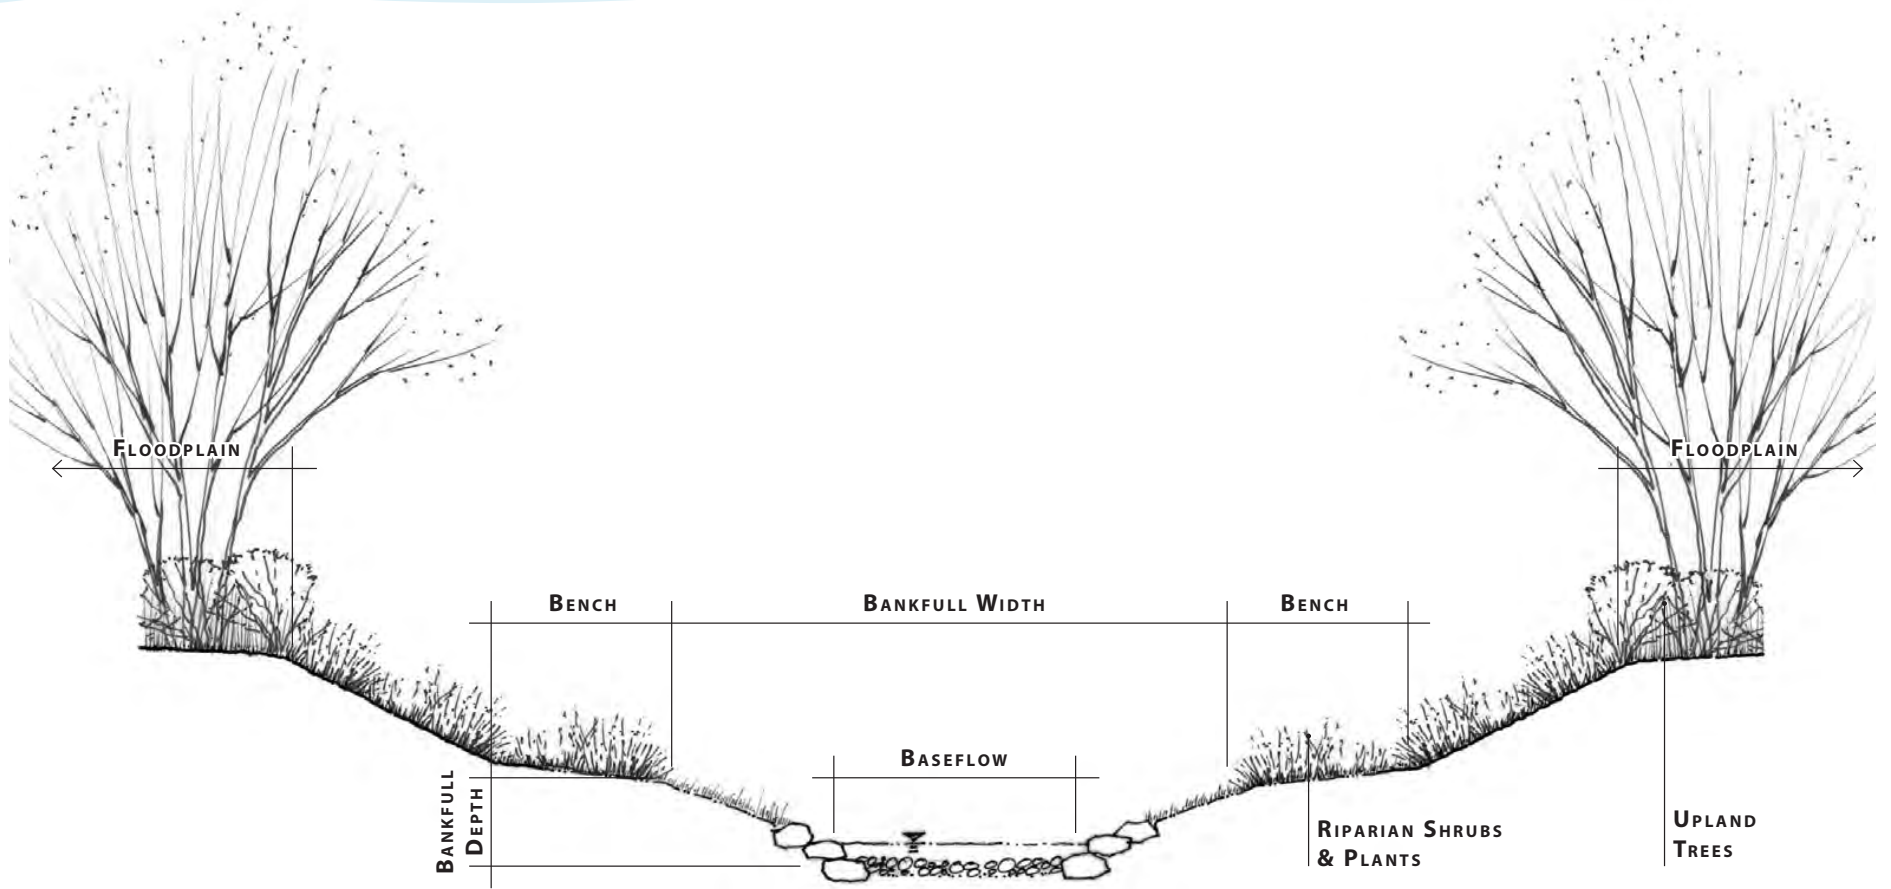 Floodplain
Floodplain
Bench
Bankfull Width
Bench
Baseflow
Bankfull
Depth
Riparian Shrubs
& Plants
Upland
Trees